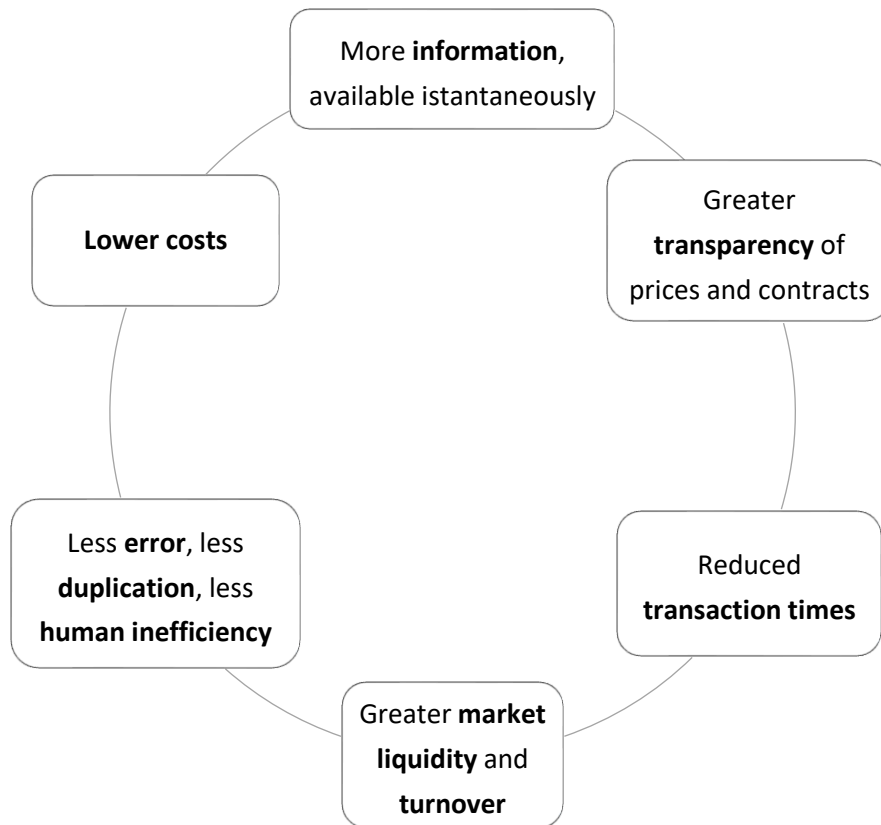 More information,
available istantaneously
Greater
transparency of
prices and contracts
Reduced
transaction times
Greater market
liquidity and
turnover
Less error, less
duplication, less
human inefficiency
Lower costs